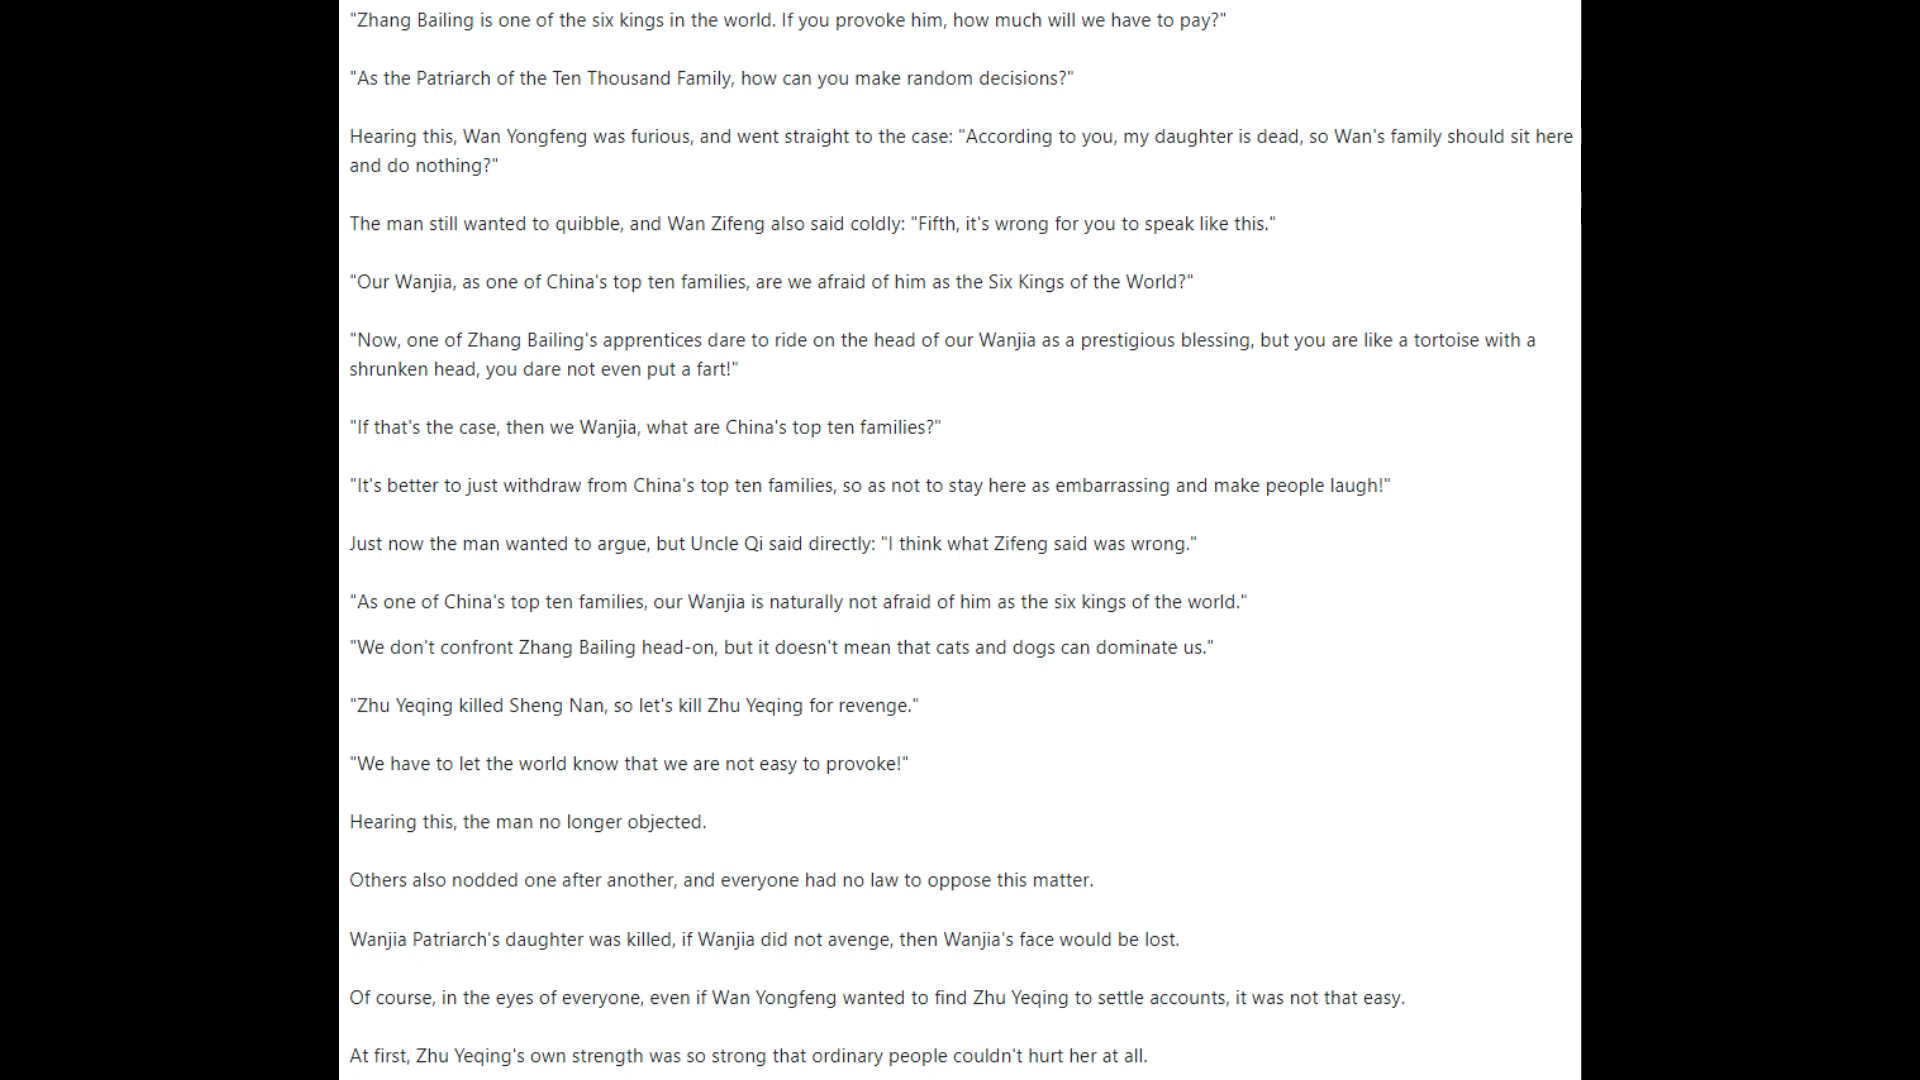 "Zhang Bailing is one of the six kings in the world. If you provoke him, how much will we have to pay?"
"As the Patriarch of the Ten Thousand Family, how can you make random decisions?"
Hearing this, Wan Yongfeng was furious, and went straight to the case: "According to you, my daughter is dead, so Wan's family should sit here
and do nothing?"
The man still wanted to quibble, and Wan Zifeng also said coldly: "Fifth, it's wrong for you to speak like this."
"Our Wanjia, as one of China's top ten families, are we afraid of him as the Six Kings of the World?"
"Now, one of Zhang Bailing's apprentices dare to ride on the head of our Wanjia as a prestigious blessing, but you are like a tortoise with a
shrunken head, you dare not even put a fart!"
"If that's the case, then we Wanjia, what are China's top ten families?"
"It's better to just withdraw from China's top ten families, so as not to stay here as embarrassing and make people laugh!"
Just now the man wanted to argue, but Uncle Qi said directly: "I think what Zifeng said was wrong."
"As one of China's top ten families, our Wanjia is naturally not afraid of him as the six kings of the world."
"We don't confront Zhang Bailing head-on, but it doesn't mean that cats and dogs can dominate us."
"Zhu Yeqing killed Sheng Nan, so let's kill Zhu Yeqing for revenge."
"We have to let the world know that we are not easy to provoke!"
Hearing this, the man no longer objected.
Others also nodded one after another, and everyone had no law to oppose this matter.
Wanjia Patriarch's daughter was killed, if Wanjia did not avenge, then Wanjia's face would be lost.
Of course, in the eyes of everyone, even if Wan Yongfeng wanted to find Zhu Yeqing to settle accounts, it was not that easy.
At first, Zhu Yeqing's own strength was so strong that ordinary people couldn't hurt her at all.